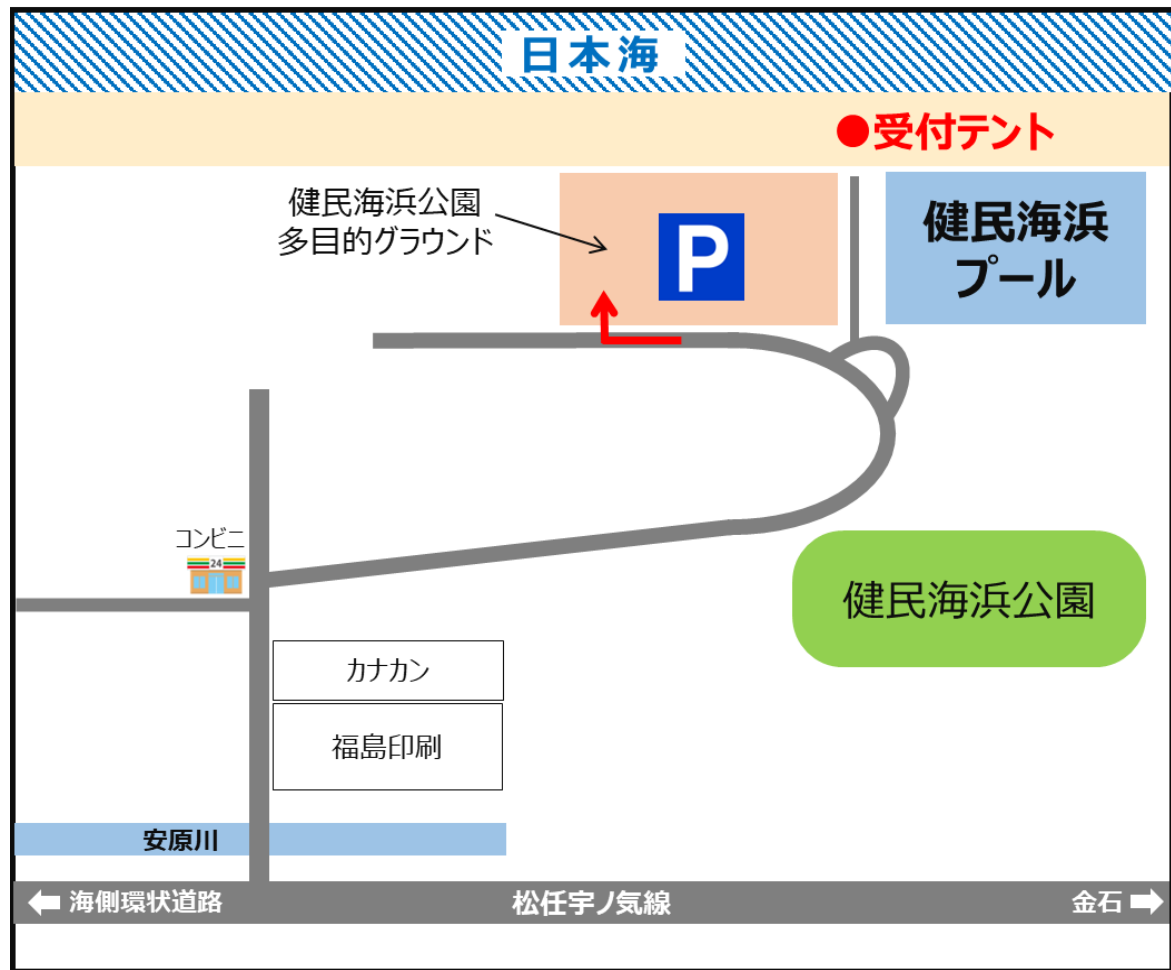 日本海
●受付テント
健民海浜公園
多目的グラウンド
P
健民海浜
プール
コンビニ
24
健民海浜公園
カナカン
福島印刷
安原川
海側環状道路
松任宇ノ気線
金石